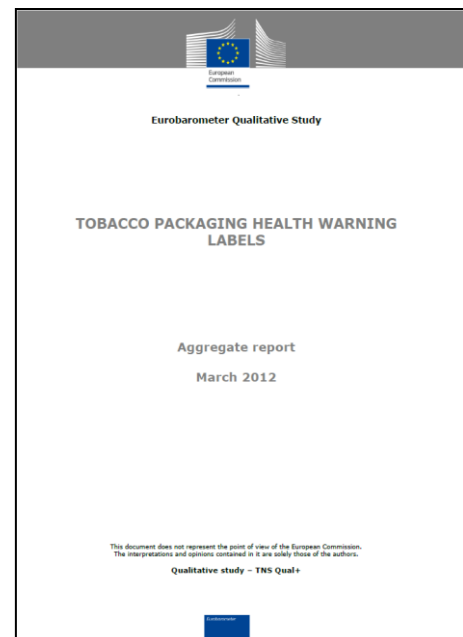 European
Commission
Eurobarometer Qualitative Study
TOBACCO PACKAGING HEALTH WARNING
LABELS
Aggregate report
March 2012
This document does not represent the point of view of the European Commission.
The interpretations and opinions contained in it are solely those of the authors.
Qualitative study – TNS Qual+
Eurobarometer